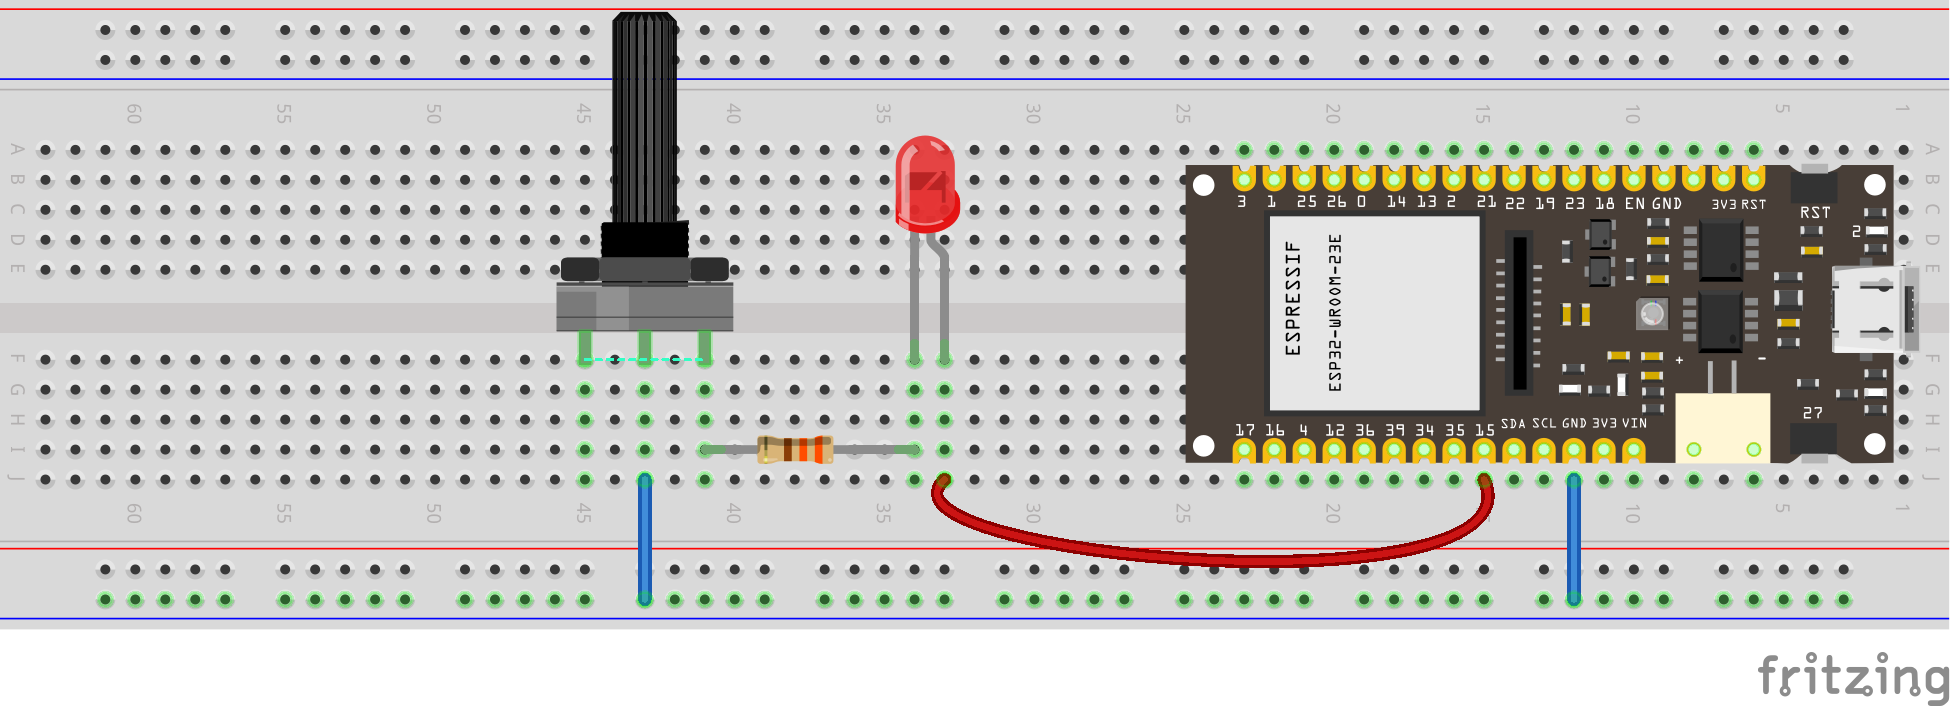 60 55 50 45 40 35 30 25 20 15 10 5 1
A A
B B
C C
D D
E E
3 1 25 26 0 14 13 2 21 22 19 23 18 EN GND 3V3 RST
RST
2
ESPRESSIF
ESP32-WROOM-S3E
+ -
F F
G G
H H
I I
J J
27
17 16 4 12 36 39 34 35 15 SDA SCL GND 3V3 VIN
60 55 50 45 40 35 30 25 20 15 10 5 1
fritzing